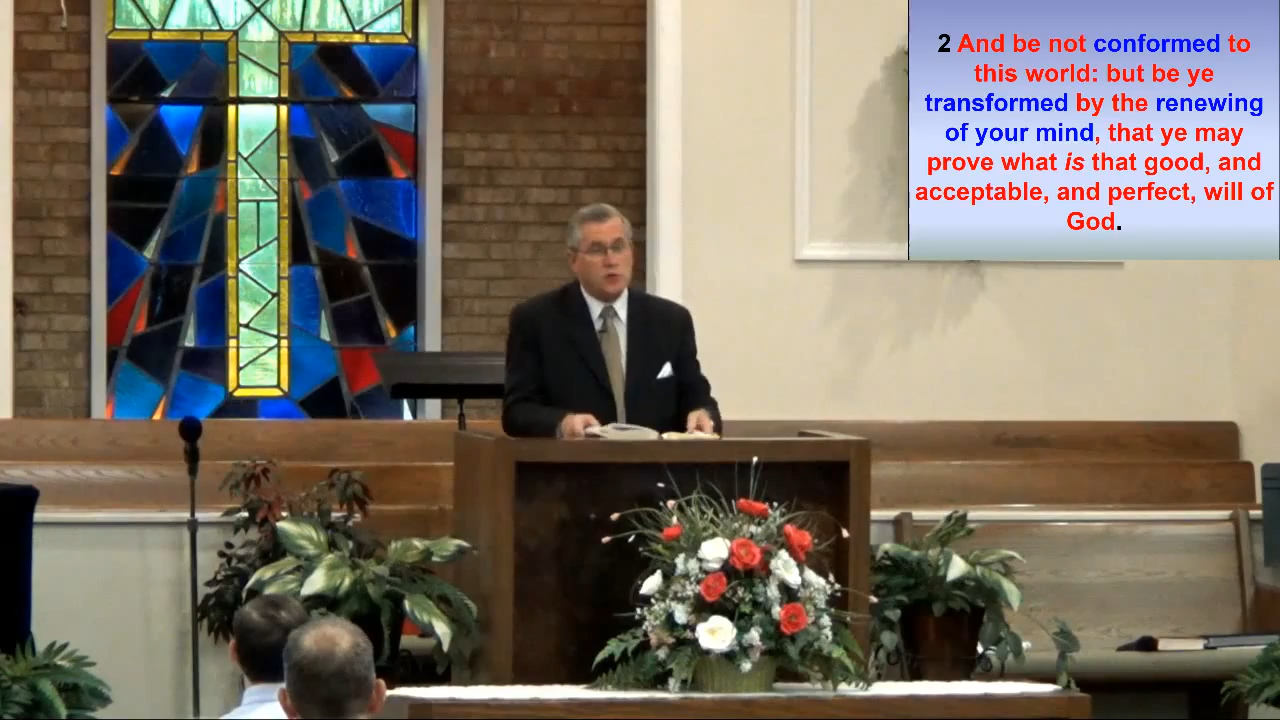 2 And be not conformed to
this world: but be ye
transformed by the renewing
of your mind, that ye may
prove what is that good, and
acceptable, and perfect, will of
God.